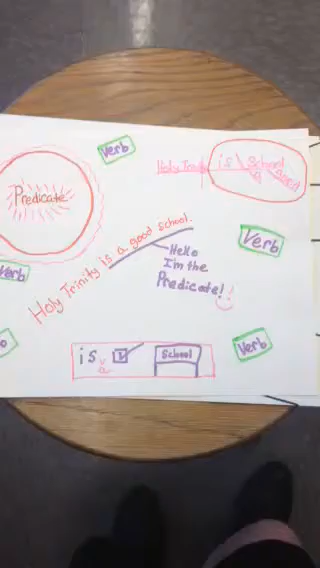 Verb
Holy Trinity is School
a good
Predicate
Verb
Holy Trinity is a good school.
Hello
I'm the
Predicate!
Verb
Verb
is
a
School